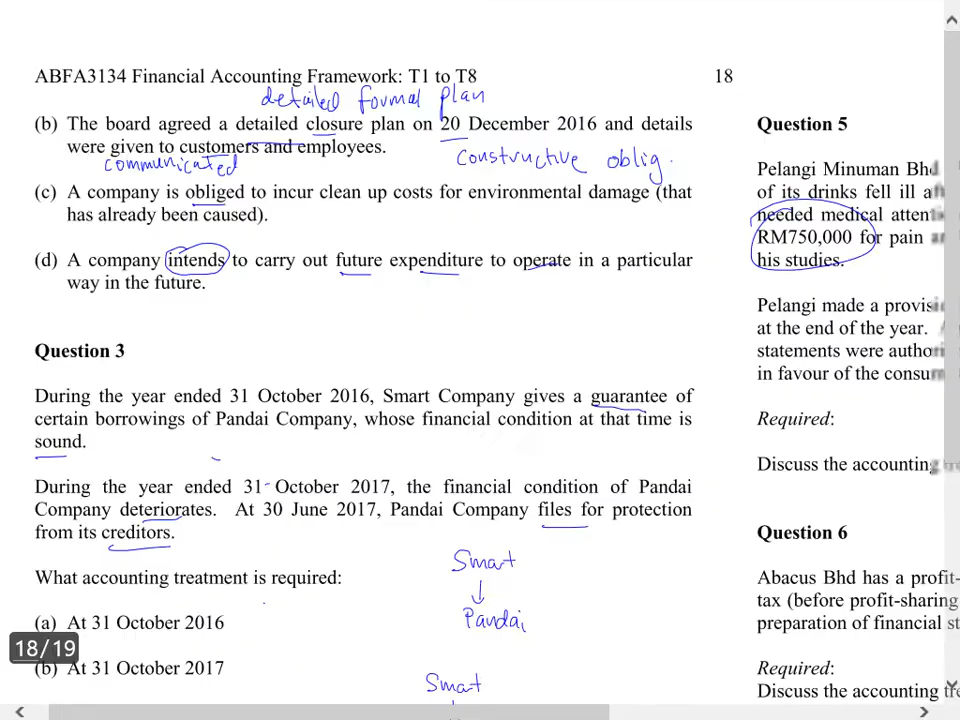 ABFA3134 Financial Accounting Framework: T1 to T8 18
detailed formal plan
(b) The board agreed a detailed closure plan on 20 December 2016 and details
were given to customers and employees.
communicated
constructive oblig.
(c) A company is obliged to incur clean up costs for environmental damage (that
has already been caused).
(d) A company intends to carry out future expenditure to operate in a particular
way in the future.
Question 3
During the year ended 31 October 2016, Smart Company gives a guarantee of
certain borrowings of Pandai Company, whose financial condition at that time is
sound.
During the year ended 31 October 2017, the financial condition of Pandai
Company deteriorates. At 30 June 2017, Pandai Company files for protection
from its creditors.
Smart
What accounting treatment is required:
Pandai
(a) At 31 October 2016
18/19
(b) At 31 October 2017
Smart
Question 5
Pelangi Minuman Bhd
of its drinks fell ill
needed medical
RM750,000 for pain
his studies.
Pelangi made a
at the end of the year.
statements were
in favour of the
Required:
Discuss the accounting
Question 6
Abacus Bhd has a profit-
tax (before profit-sharing
preparation of financial
Required:
Discuss the accounting